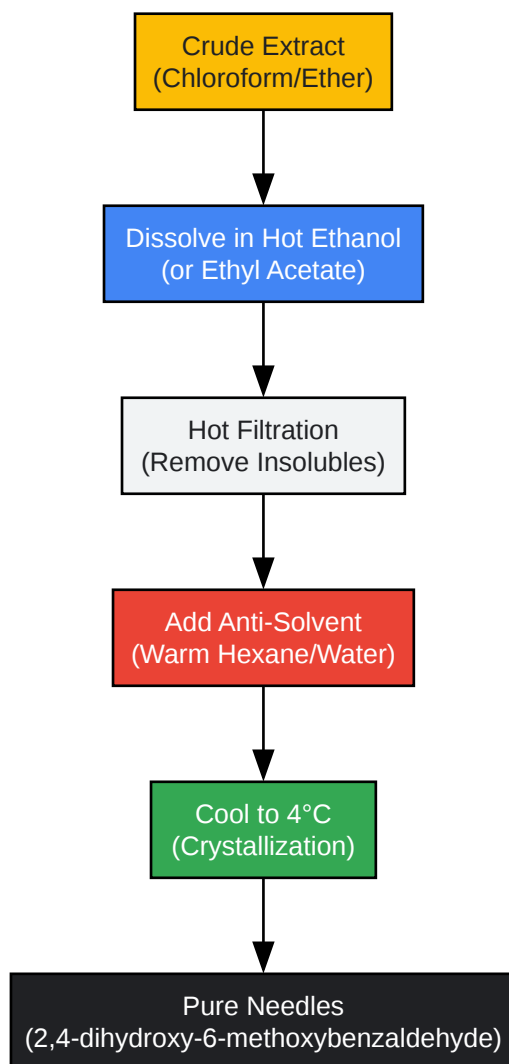 Crude Extract
(Chloroform/Ether)
Dissolve in Hot Ethanol
(or Ethyl Acetate)
Hot Filtration
(Remove Insolubles)
Add Anti-Solvent
(Warm Hexane/Water)
Cool to 4°C
(Crystallization)
Pure Needles
(2,4-dihydroxy-6-methoxybenzaldehyde)